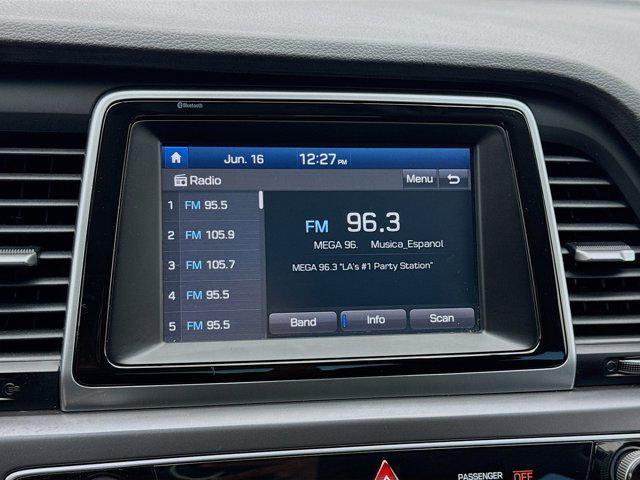 Bluetooth
Jun. 16 12:27 PM
Radio Menu
1 FM 95.5
2 FM 105.9
3 FM 105.7
4 FM 95.5
5 FM 95.5
FM 96.3
MEGA 96. Musica_Espanol
MEGA 96.3 "LA's #1 Party Station"
Band Info Scan
PASSENGER OFF